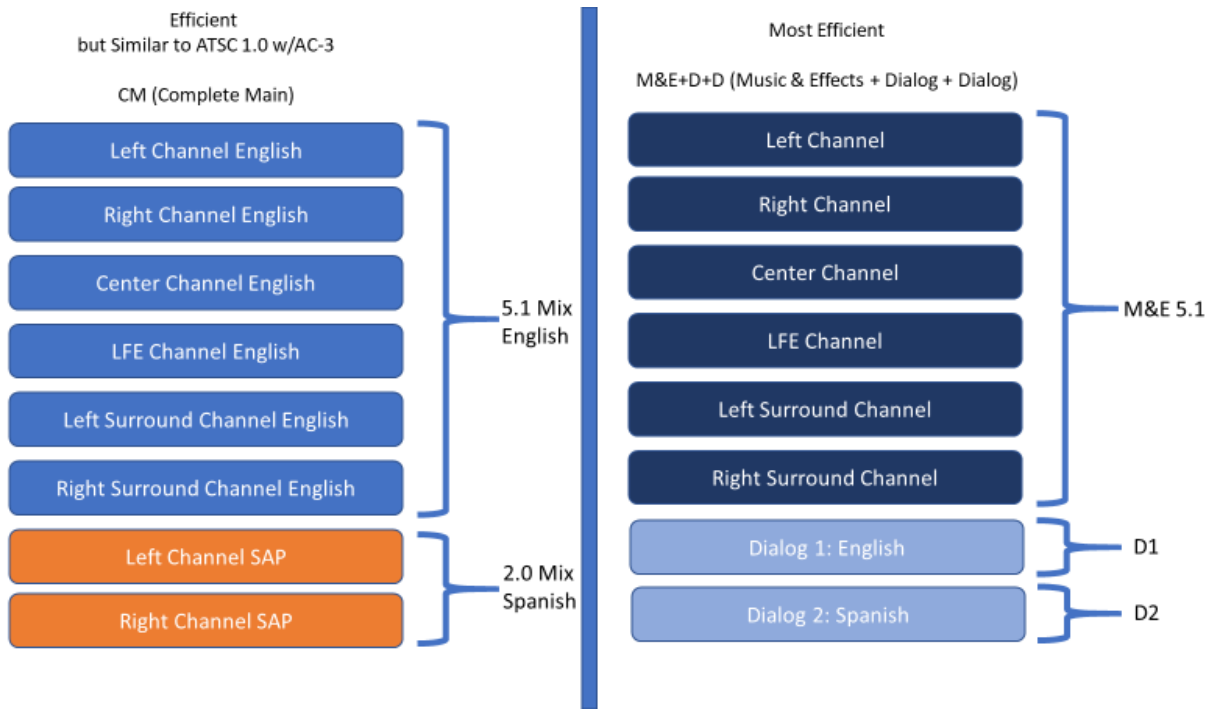 Efficient
but Similar to ATSC 1.0 w/AC-3
CM (Complete Main)
Left Channel English
Right Channel English
Center Channel English
LFE Channel English
Left Surround Channel English
Right Surround Channel English
5.1 Mix
English
Left Channel SAP
Right Channel SAP
2.0 Mix
Spanish
Most Efficient
M&E+D+D (Music & Effects + Dialog + Dialog)
Left Channel
Right Channel
Center Channel
LFE Channel
Left Surround Channel
Right Surround Channel
M&E 5.1
Dialog 1: English
D1
Dialog 2: Spanish
D2